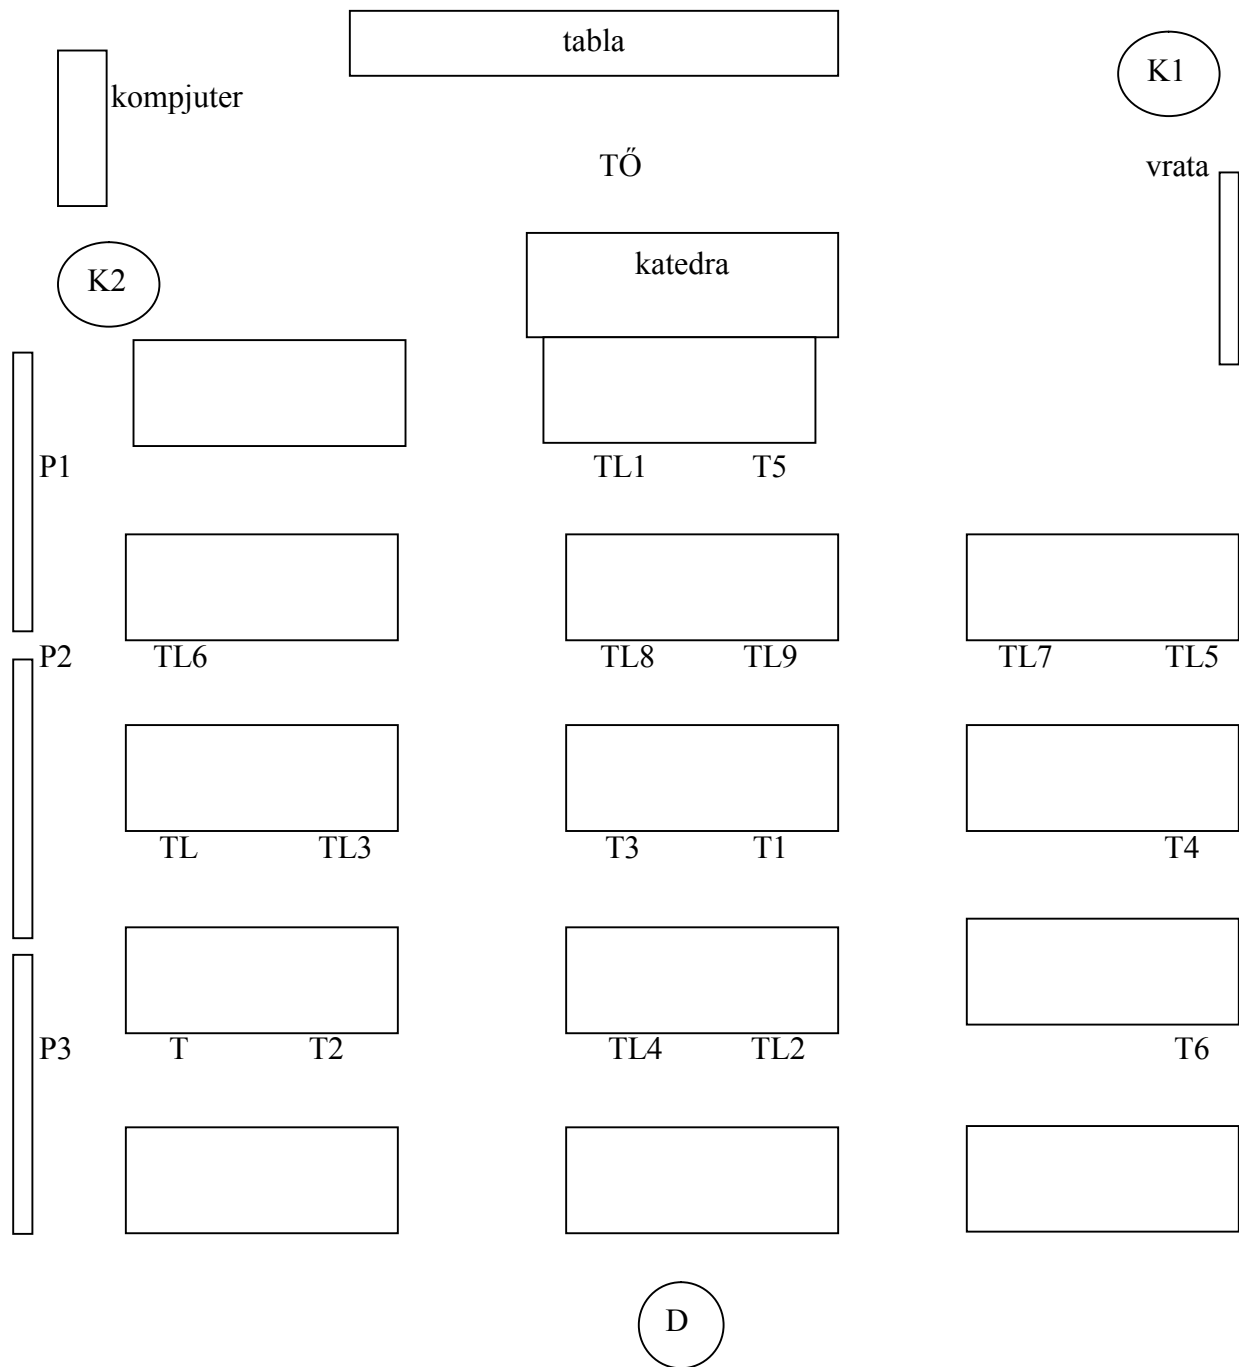 tabla
K1
kompjuter
TŐ
vrata
katedra
K2
P1 TL1 T5
P2 TL6 TL8 TL9 TL7 TL5
TL TL3 T3 T1 T4
P3 T T2 TL4 TL2 T6
D